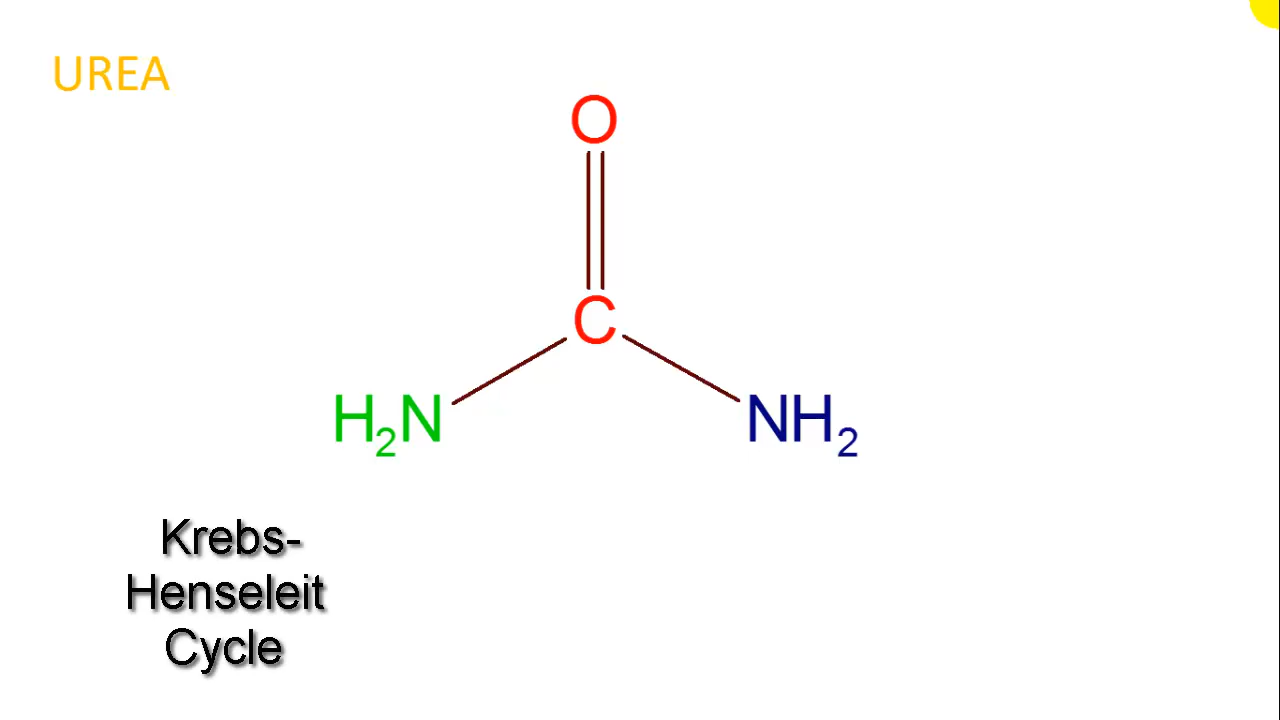 UREA
O
C
H₂N NH₂
Krebs-
Henseleit
Cycle